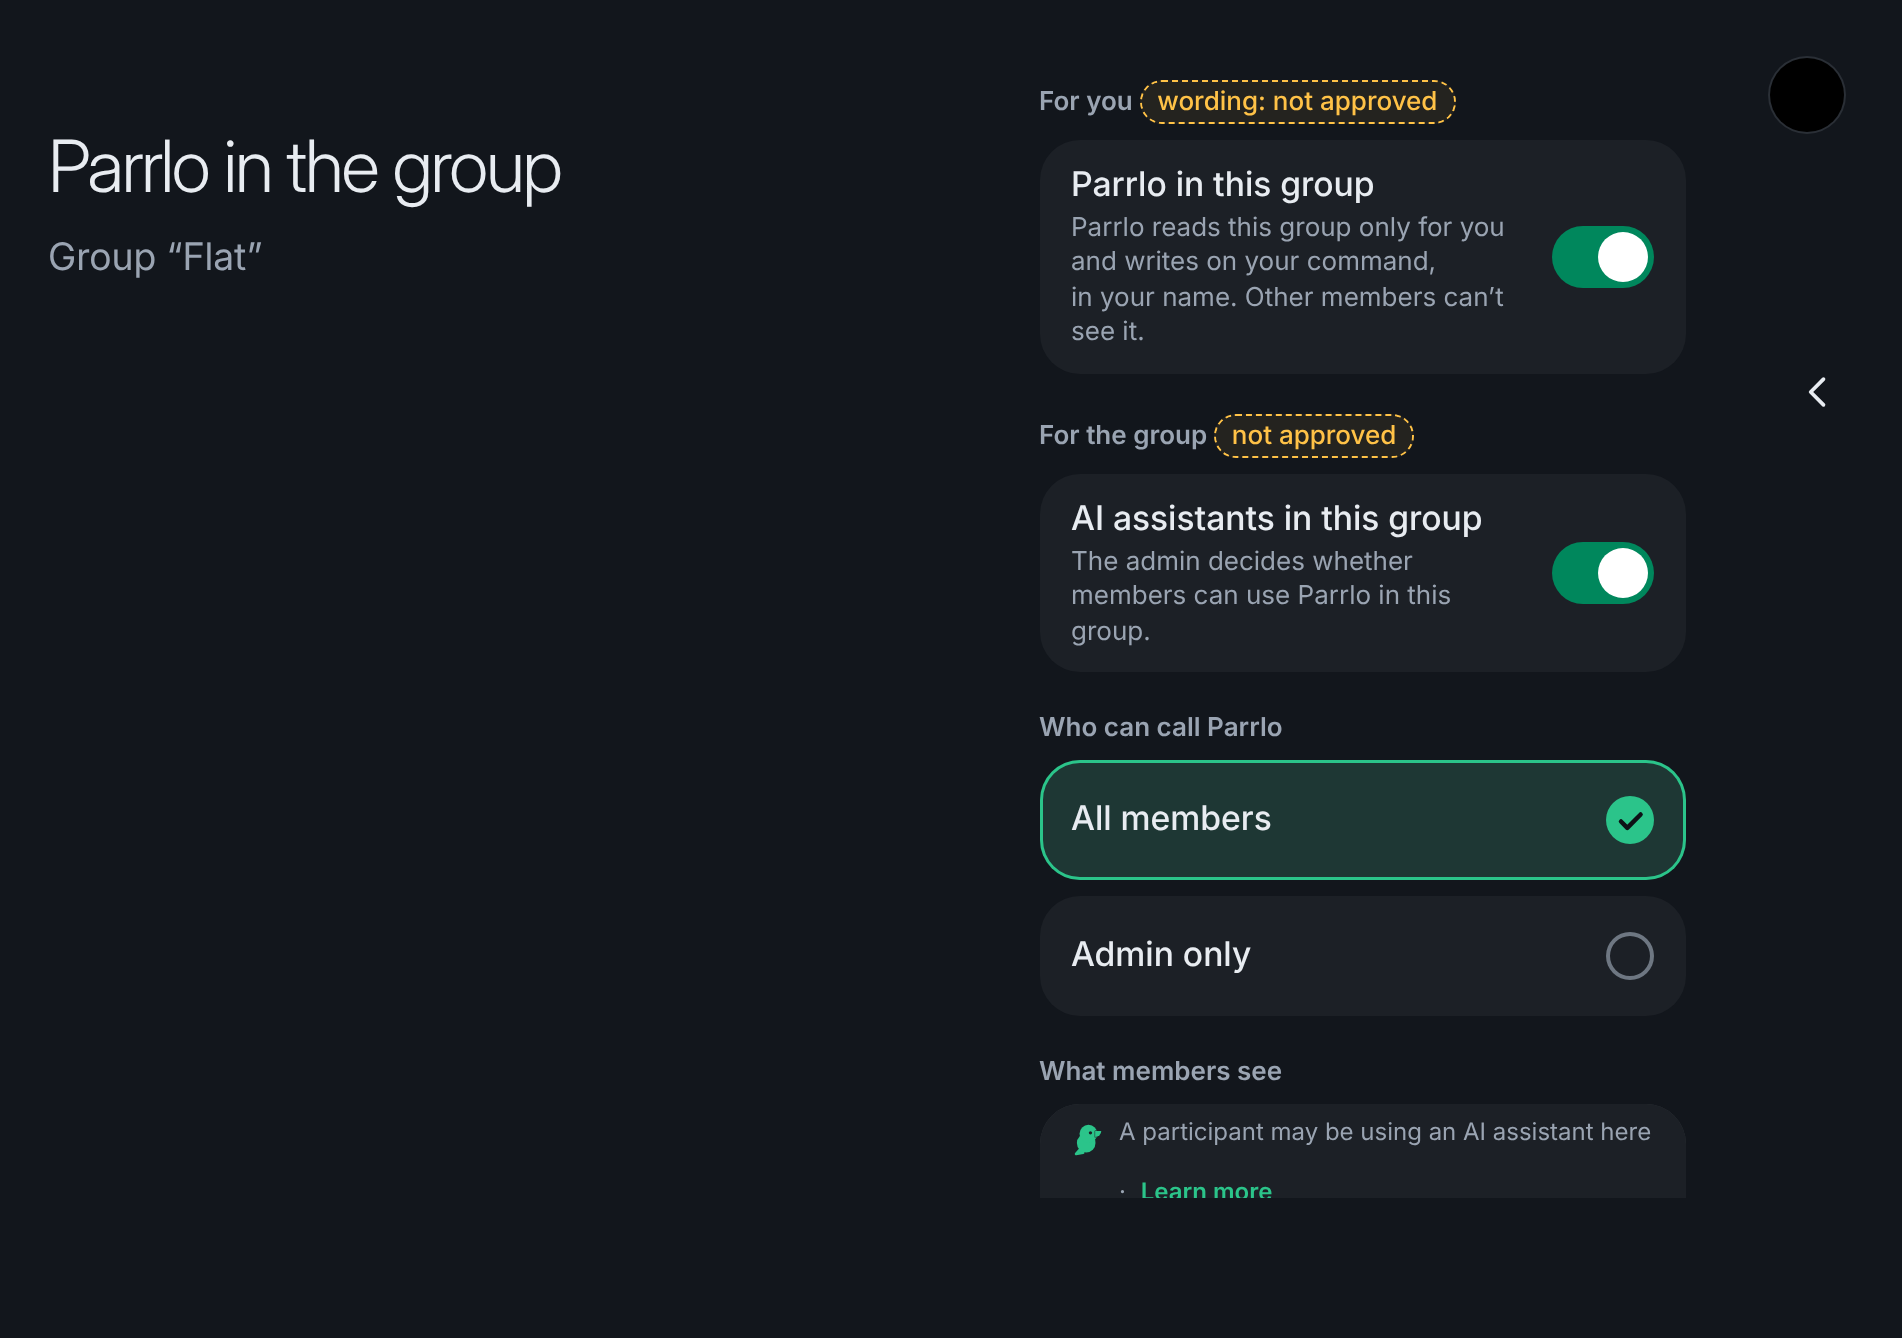 Parrlo in the group
Group “Flat”
For you wording: not approved
Parrlo in this group
Parrlo reads this group only for you
and writes on your command,
in your name. Other members can’t
see it.
For the group not approved
AI assistants in this group
The admin decides whether
members can use Parrlo in this
group.
Who can call Parrlo
All members
Admin only
What members see
A participant may be using an AI assistant here
· Learn more